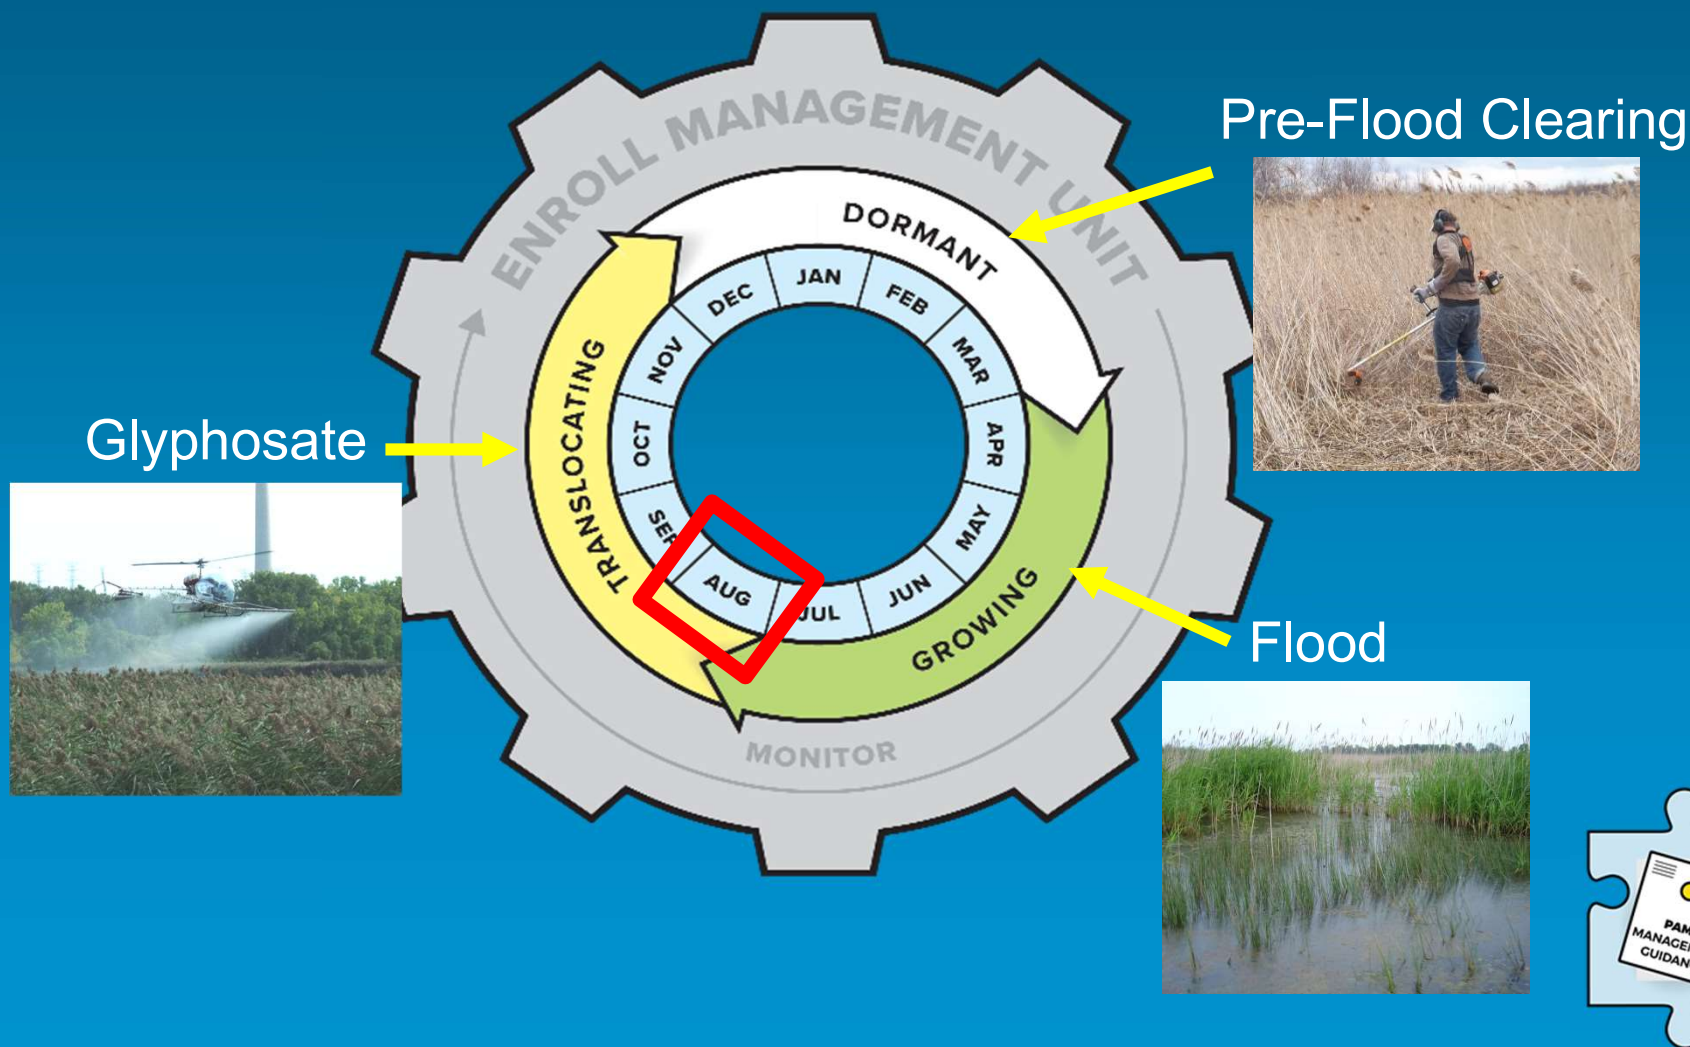 ENROLL MANAGEMENT UNIT
Pre-Flood Clearing
DORMANT
JAN
FEB
MAR
APR
MAY
JUN
JUL
AUG
SEP
OCT
NOV
DEC
TRANSLOCATING
GROWING
Glyphosate
Flood
MONITOR